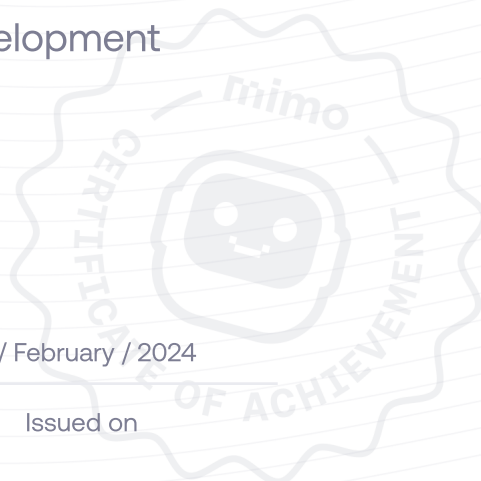 elopment
mimo
CERTIFICATE OF ACHIEVEMENT
/ February / 2024
Issued on